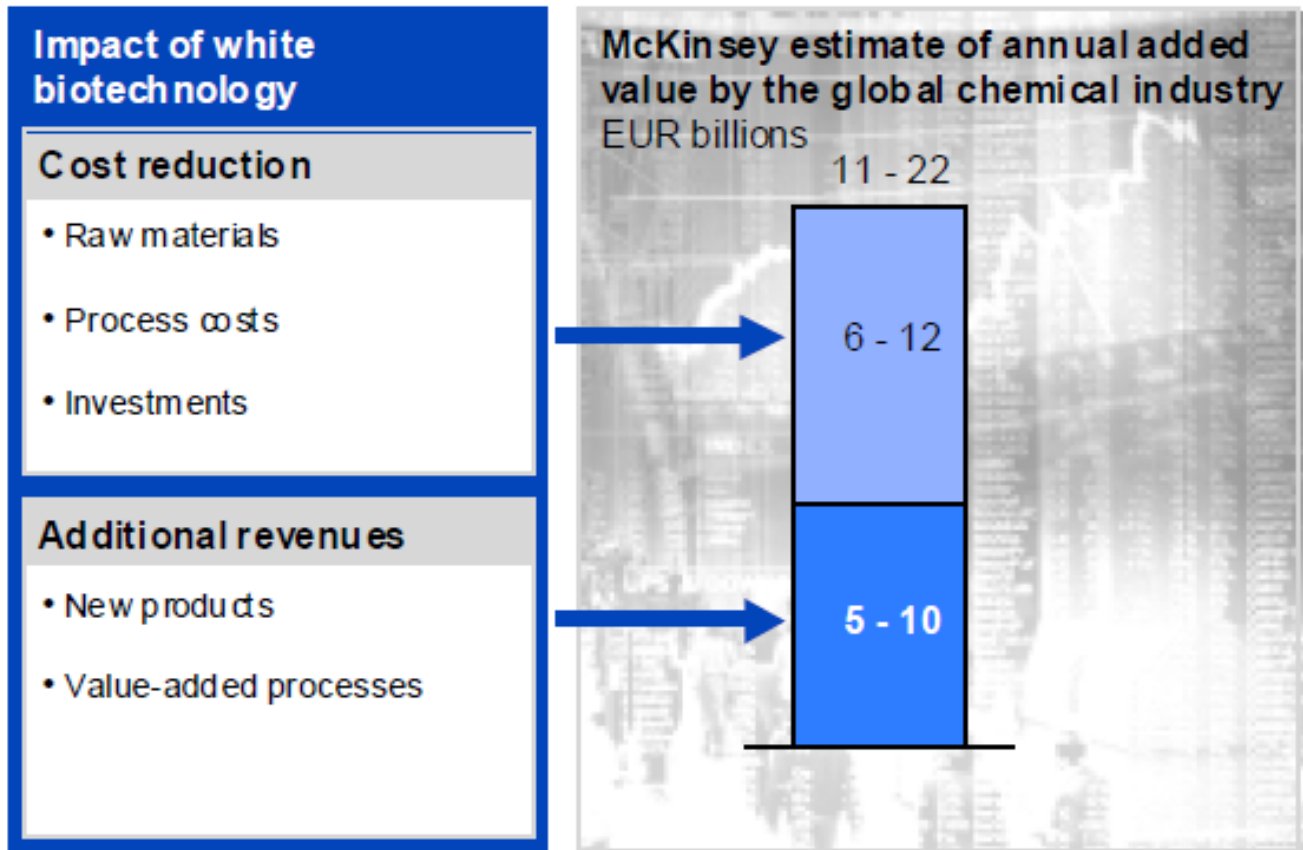 Impact of white
biotechnology
Cost reduction
• Raw materials
• Process costs
• Investments
Additional revenues
• New products
• Value-added processes
McKinsey estimate of annual added
value by the global chemical industry
EUR billions
11 - 22
6 - 12
5 - 10